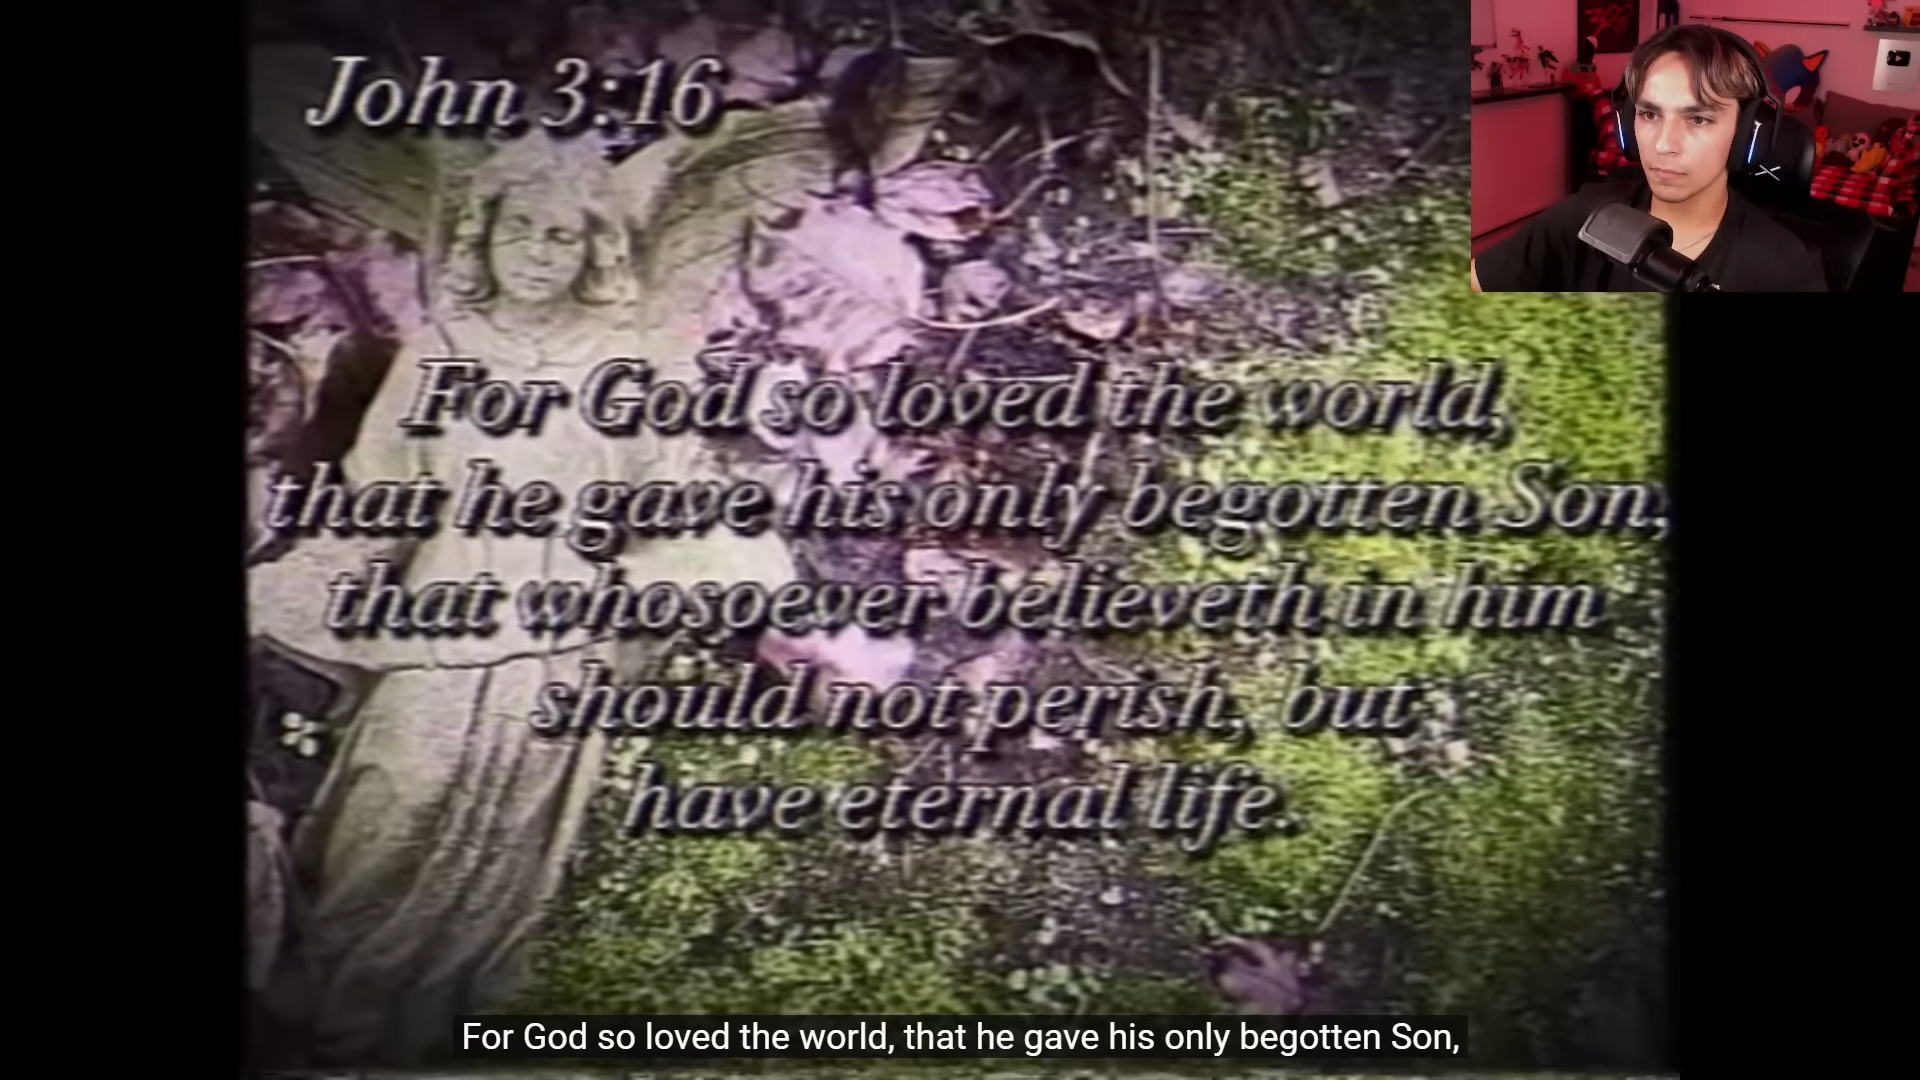 John 3:16
For God so loved the world,
that he gave his only begotten Son,
that whosoever believeth in him
should not perish, but
have eternal life.
For God so loved the world, that he gave his only begotten Son,